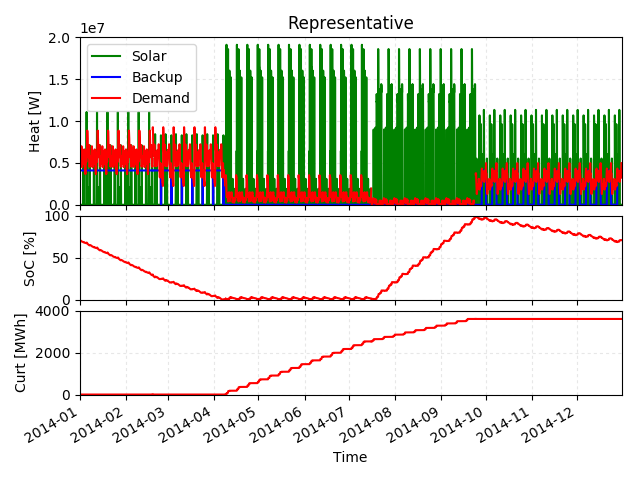 Representative
1e7
2.0
1.5
1.0
0.5
0.0
Heat [W]
Solar
Backup
Demand
100
50
0
SoC [%]
4000
2000
0
Curt [MWh]
2014-01
2014-02
2014-03
2014-04
2014-05
2014-06
2014-07
2014-08
2014-09
2014-10
2014-11
2014-12
Time